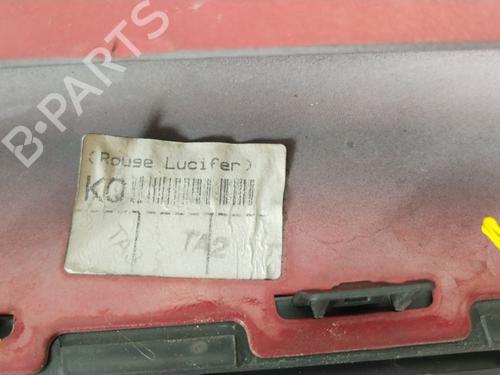 B-PARTS
(Rouge Lucifer)
KO
TA2